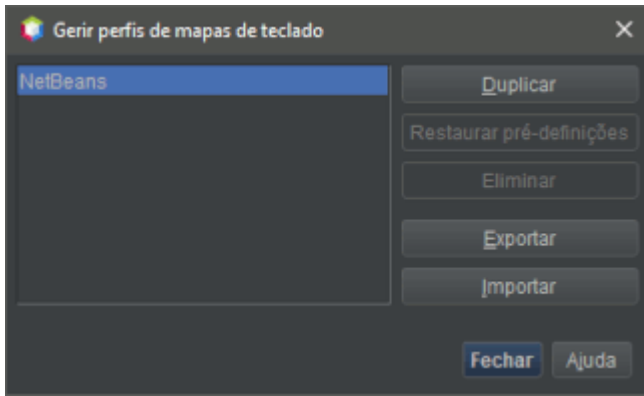 Gerir perfis de mapas de teclado
NetBeans
Duplicar
Restaurar pré-definições
Eliminar
Exportar
Importar
Fechar
Ajuda